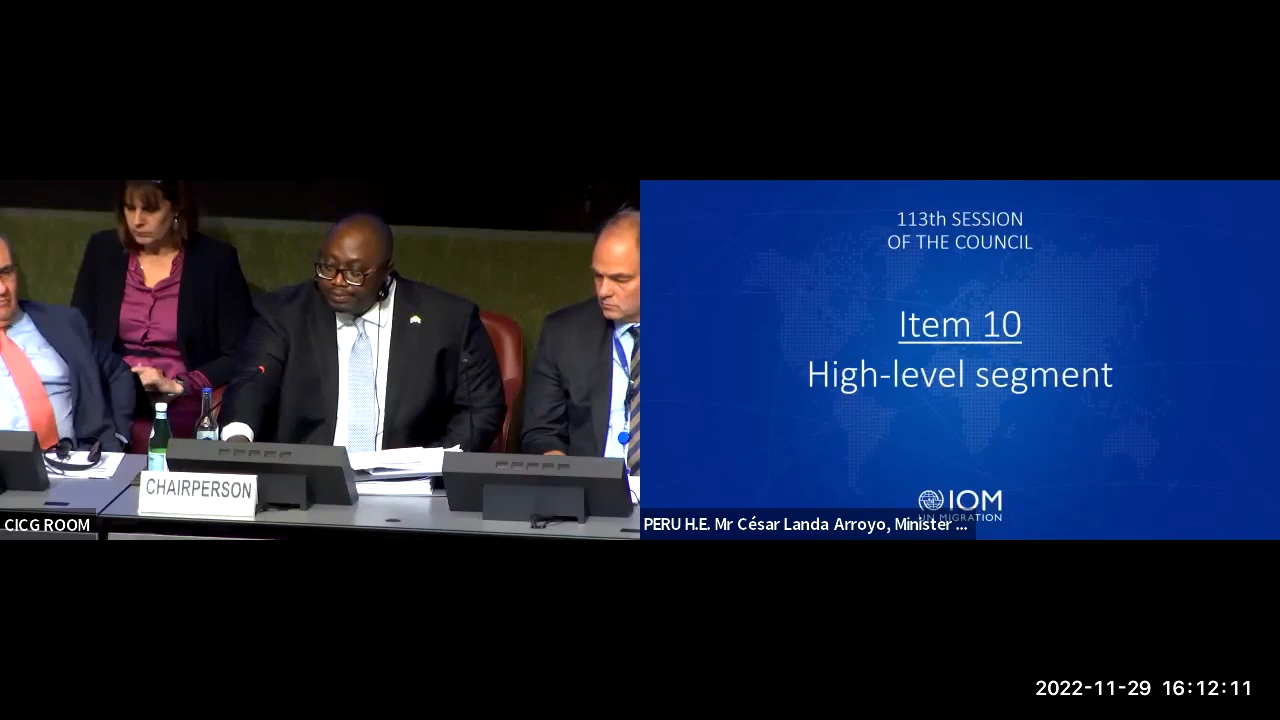 CHAIRPERSON
CICG ROOM
113th SESSION
OF THE COUNCIL
Item 10
High-level segment
IOM
UN MIGRATION
PERU H.E. Mr César Landa Arroyo, Minister ...
2022-11-29 16:12:11